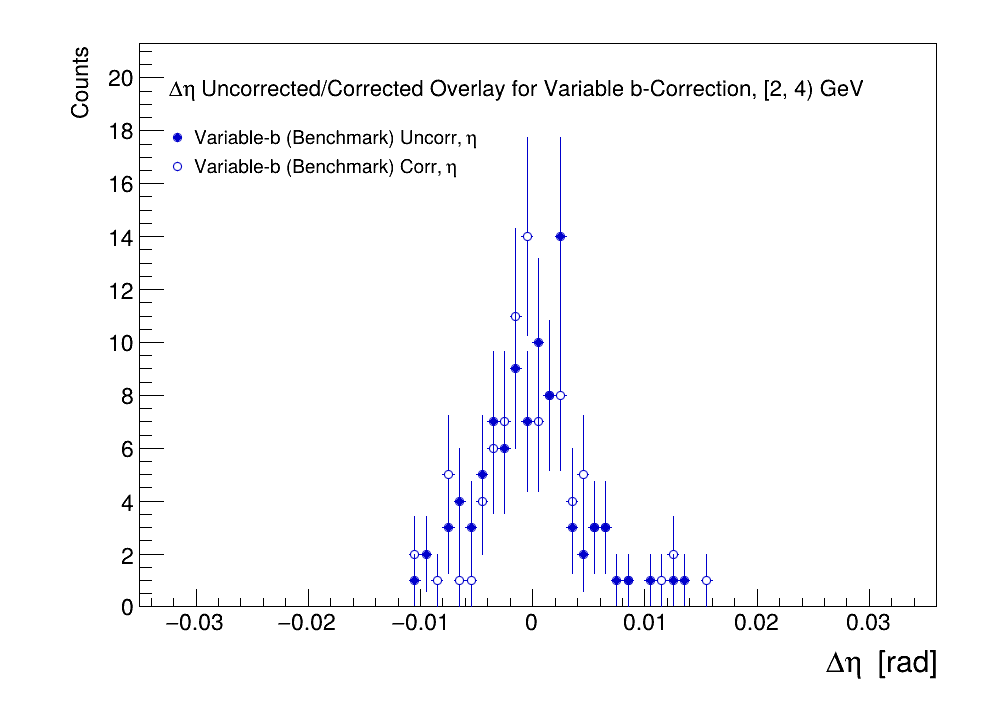 Counts
20
18
16
14
12
10
8
6
4
2
0
Δη Uncorrected/Corrected Overlay for Variable b-Correction, [2, 4) GeV
Variable-b (Benchmark) Uncorr, η
Variable-b (Benchmark) Corr, η
−0.03 −0.02 −0.01 0 0.01 0.02 0.03
Δη [rad]